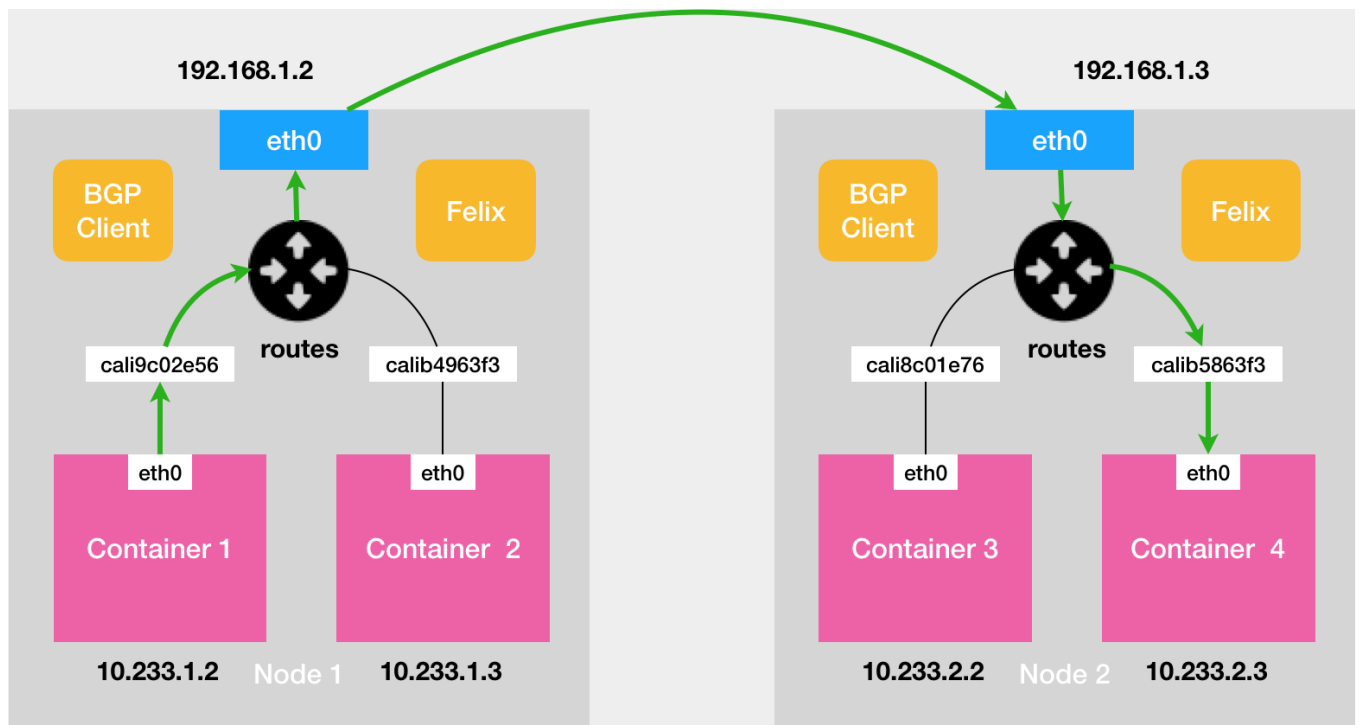 192.168.1.2
192.168.1.3
eth0
BGP
Client
Felix
routes
cali9c02e56
calib4963f3
eth0
eth0
Container 1
Container 2
10.233.1.2
Node 1
10.233.1.3
eth0
BGP
Client
Felix
routes
cali8c01e76
calib5863f3
eth0
eth0
Container 3
Container 4
10.233.2.2
Node 2
10.233.2.3